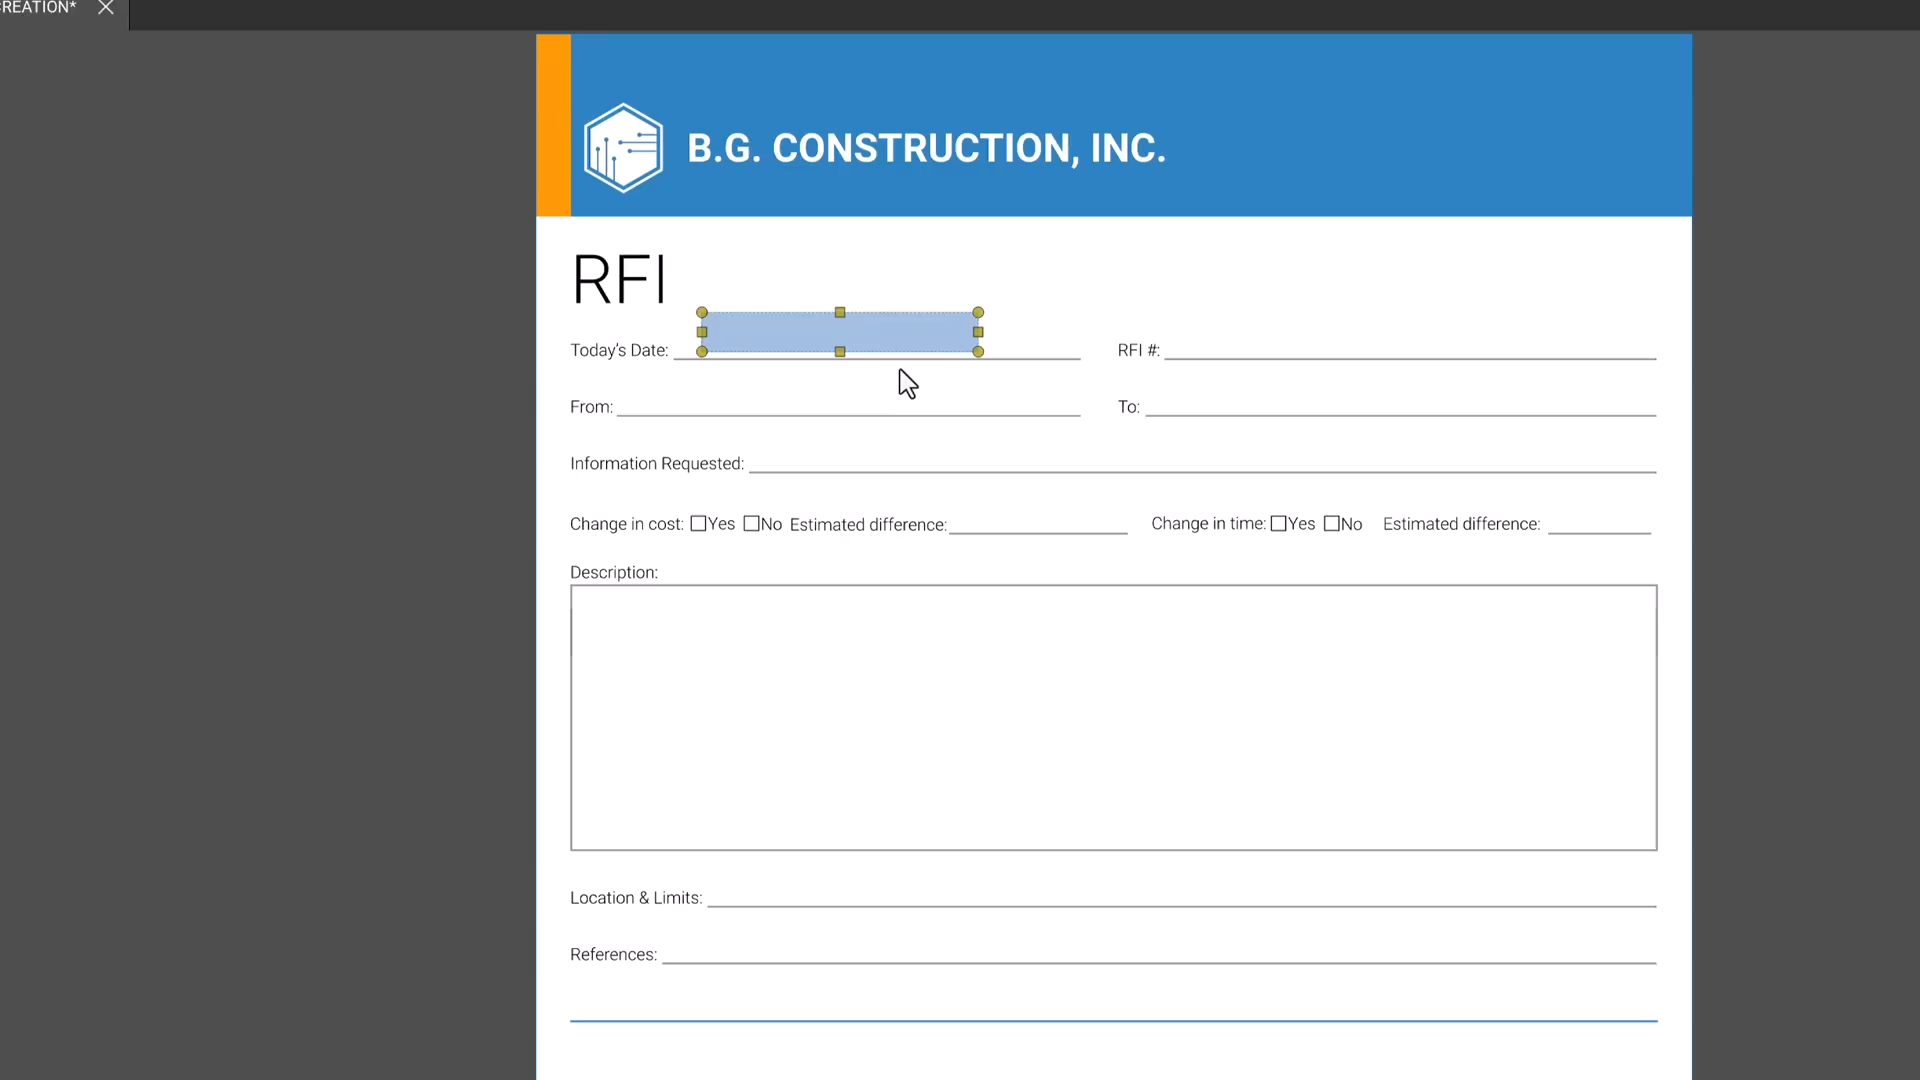 REATION*
B.G. CONSTRUCTION, INC.
RFI
Today's Date: RFI #:
From: To:
Information Requested:
Change in cost: Yes No Estimated difference: Change in time: Yes No Estimated difference:
Description:
Location & Limits:
References: